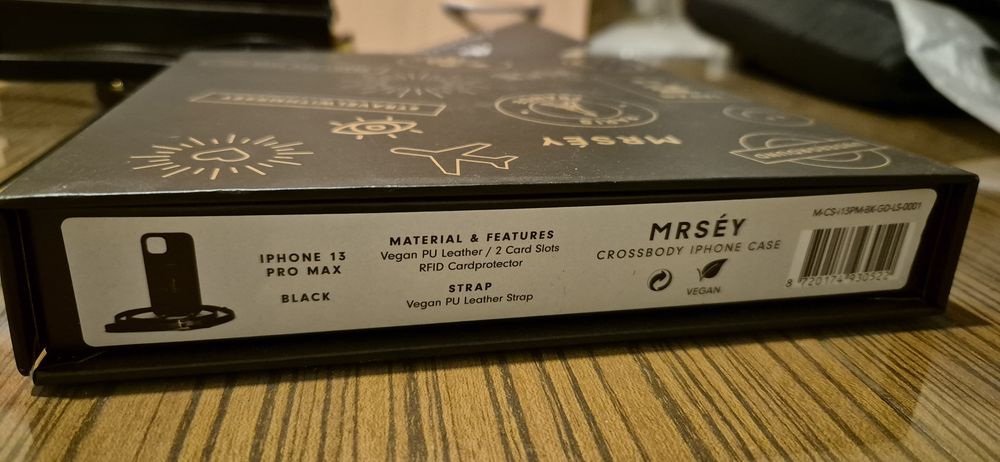 MRSÉY
IPHONE 13
PRO MAX
BLACK
MATERIAL & FEATURES
Vegan PU Leather / 2 Card Slots
RFID Cardprotector
STRAP
Vegan PU Leather Strap
MRSÉY
CROSSBODY IPHONE CASE
VEGAN
M-CS-I13PM-BK-GD-LS-0001
8 720174 930522